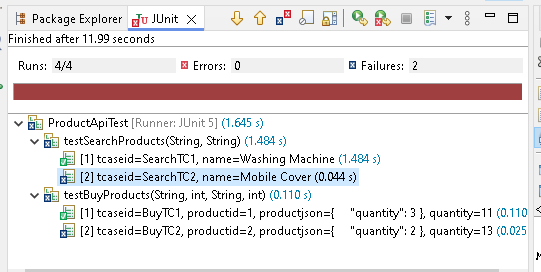 Package Explorer JUnit
Finished after 11.99 seconds
Runs: 4/4 Errors: 0 Failures: 2
ProductApiTest [Runner: JUnit 5] (1.645 s)
testSearchProducts(String, String) (1.484 s)
[1] tcaseid=SearchTC1, name=Washing Machine (1.484 s)
[2] tcaseid=SearchTC2, name=Mobile Cover (0.044 s)
testBuyProducts(String, int, String, int) (0.110 s)
[1] tcaseid=BuyTC1, productid=1, productjson={ "quantity": 3 }, quantity=11 (0.110
[2] tcaseid=BuyTC2, productid=2, productjson={ "quantity": 2 }, quantity=13 (0.025